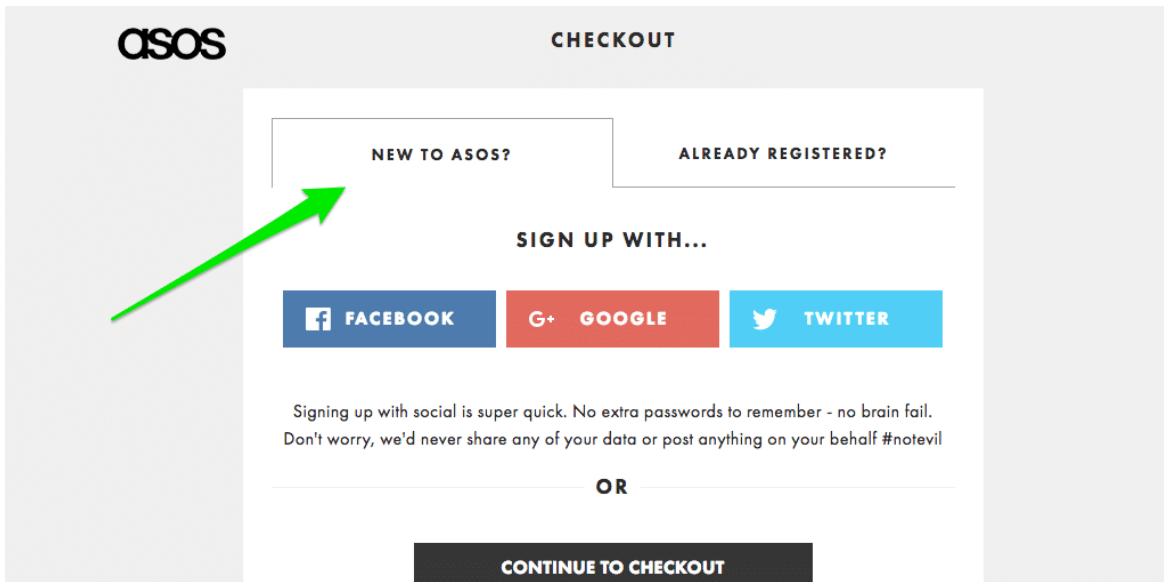 asos
CHECKOUT
NEW TO ASOS?
ALREADY REGISTERED?
SIGN UP WITH...
FACEBOOK
G+ GOOGLE
TWITTER
Signing up with social is super quick. No extra passwords to remember - no brain fail.
Don't worry, we'd never share any of your data or post anything on your behalf #notevil
OR
CONTINUE TO CHECKOUT